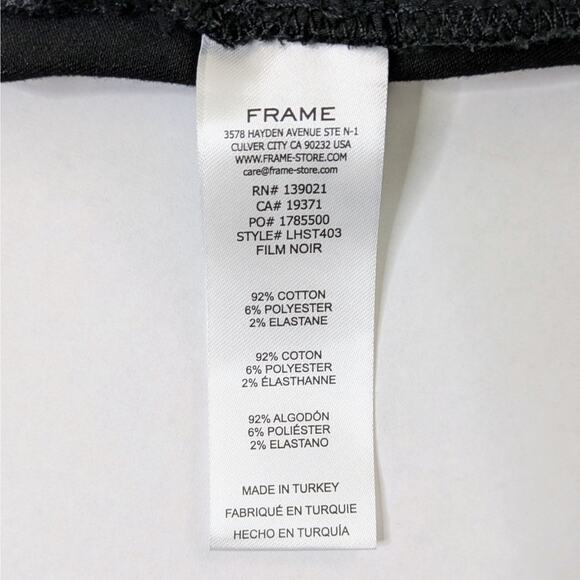 FRAME
3578 HAYDEN AVENUE STE N-1
CULVER CITY CA 90232 USA
WWW.FRAME-STORE.COM
care@frame-store.com
RN# 139021
CA# 19371
PO# 1785500
STYLE# LHST403
FILM NOIR
92% COTTON
6% POLYESTER
2% ELASTANE
92% COTON
6% POLYESTER
2% ÉLASTHANNE
92% ALGODÓN
6% POLIÉSTER
2% ELASTANO
MADE IN TURKEY
FABRIQUÉ EN TURQUIE
HECHO EN TURQUÍA